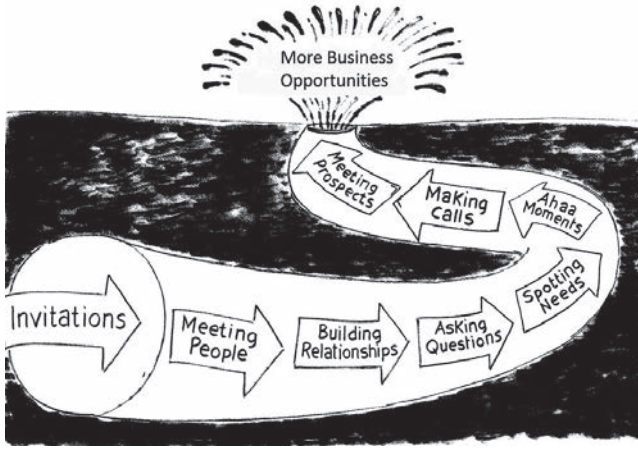 More Business
Opportunities
Invitations
Meeting
People
Building
Relationships
Asking
Questions
Spotting
Needs
Ahaa
Moments
Making
Calls
Meeting
Prospects